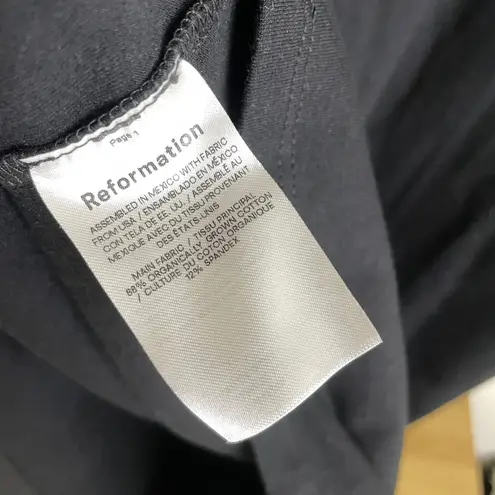 Page 1
Reformation
ASSEMBLED IN MEXICO WITH FABRIC
FROM USA / ENSAMBLADO EN MÉXICO
CON TELA DE EE. UU. / ASSEMBLÉ AU
MEXIQUE AVEC DU TISSU PROVENANT
DES ÉTATS-UNIS
MAIN FABRIC / TISSU PRINCIPAL
88% ORGANICALLY GROWN COTTON
/ CULTURE DU COTON ORGANIQUE
12% SPANDEX